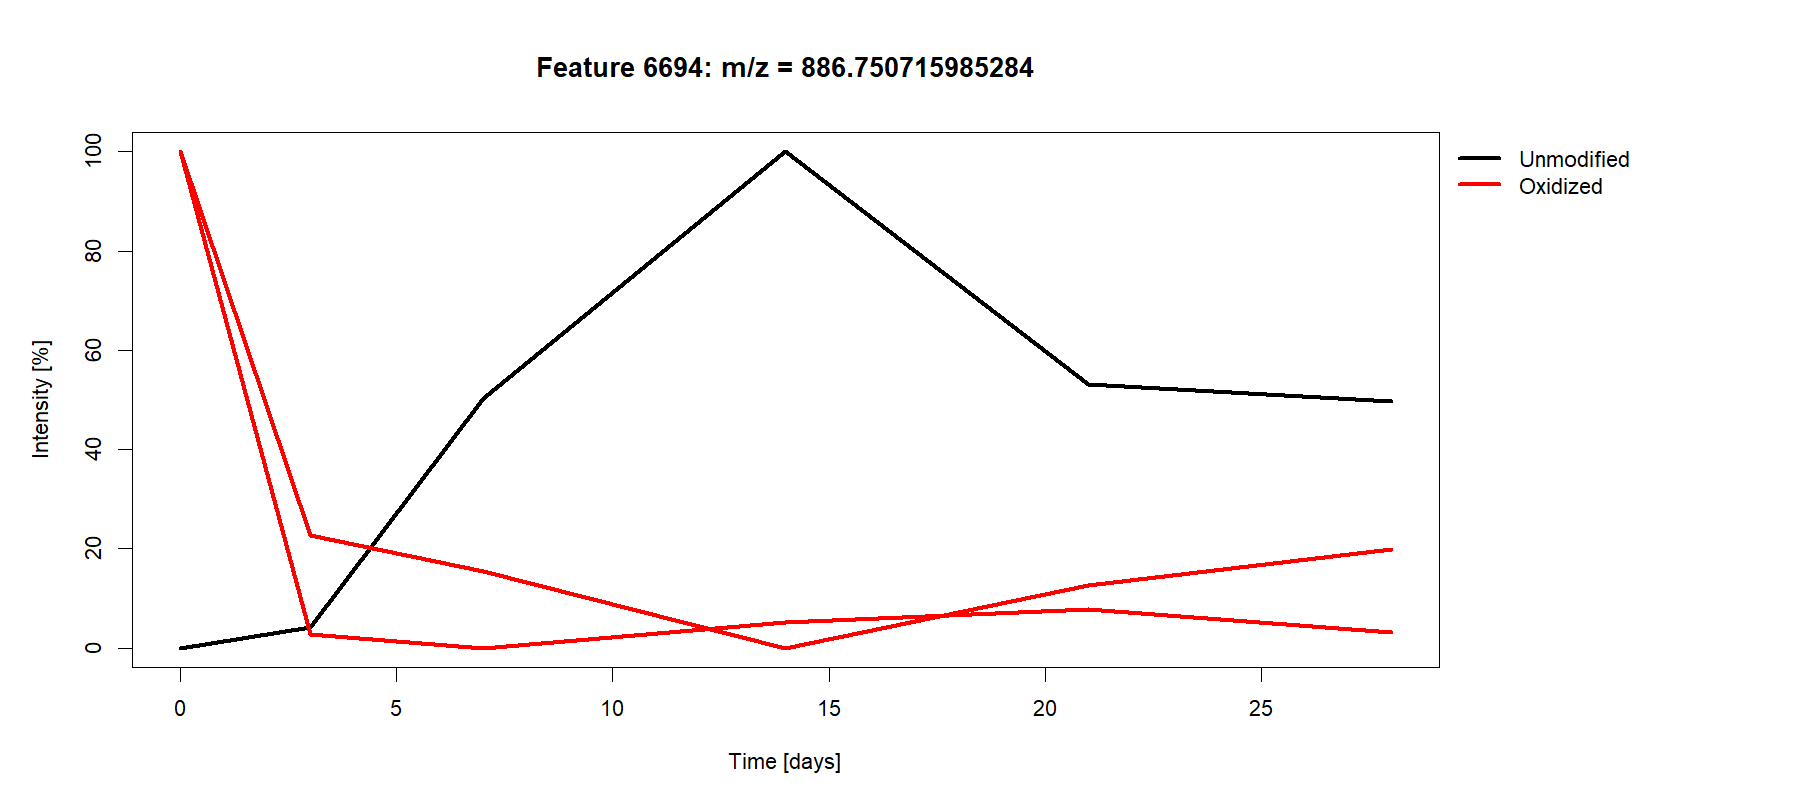 Feature 6694: m/z = 886.750715985284
Unmodified
Oxidized
Intensity [%]
100
80
60
40
20
0
0 5 10 15 20 25
Time [days]